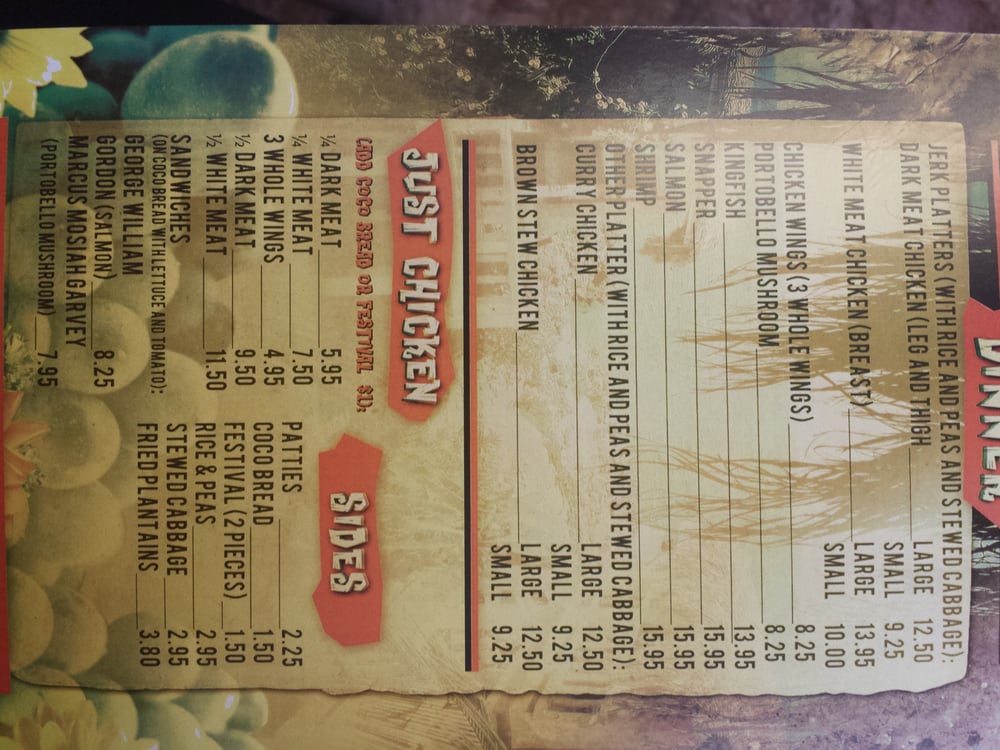 DINNER
JERK PLATTERS (WITH RICE AND PEAS AND STEWED CABBAGE):
DARK MEAT CHICKEN (LEG AND THIGH LARGE 12.50
SMALL 9.25
WHITE MEAT CHICKEN (BREAST) LARGE 13.95
SMALL 10.00
CHICKEN WINGS (3 WHOLE WINGS) 8.25
PORTOBELLO MUSHROOM 8.25
KINGFISH 13.95
SNAPPER 15.95
SALMON 15.95
SHRIMP 15.95
OTHER PLATTER (WITH RICE AND PEAS AND STEWED CABBAGE):
CURRY CHICKEN LARGE 12.50
SMALL 9.25
BROWN STEW CHICKEN LARGE 12.50
SMALL 9.25
JUST CHICKEN
(ADD COCO BREAD OR FESTIVAL $1):
¼ DARK MEAT 5.95
¼ WHITE MEAT 7.50
3 WHOLE WINGS 4.95
½ DARK MEAT 9.50
½ WHITE MEAT 11.50
SANDWICHES
(ON COCO BREAD WITH LETTUCE AND TOMATO):
GEORGE WILLIAM
GORDON (SALMON) 8.25
MARCUS MOSIAH GARVEY
(PORTOBELLO MUSHROOM) 7.95
SIDES
PATTIES 2.25
COCO BREAD 1.50
FESTIVAL (2 PIECES) 1.50
RICE & PEAS 2.95
STEWED CABBAGE 2.95
FRIED PLANTAINS 3.80